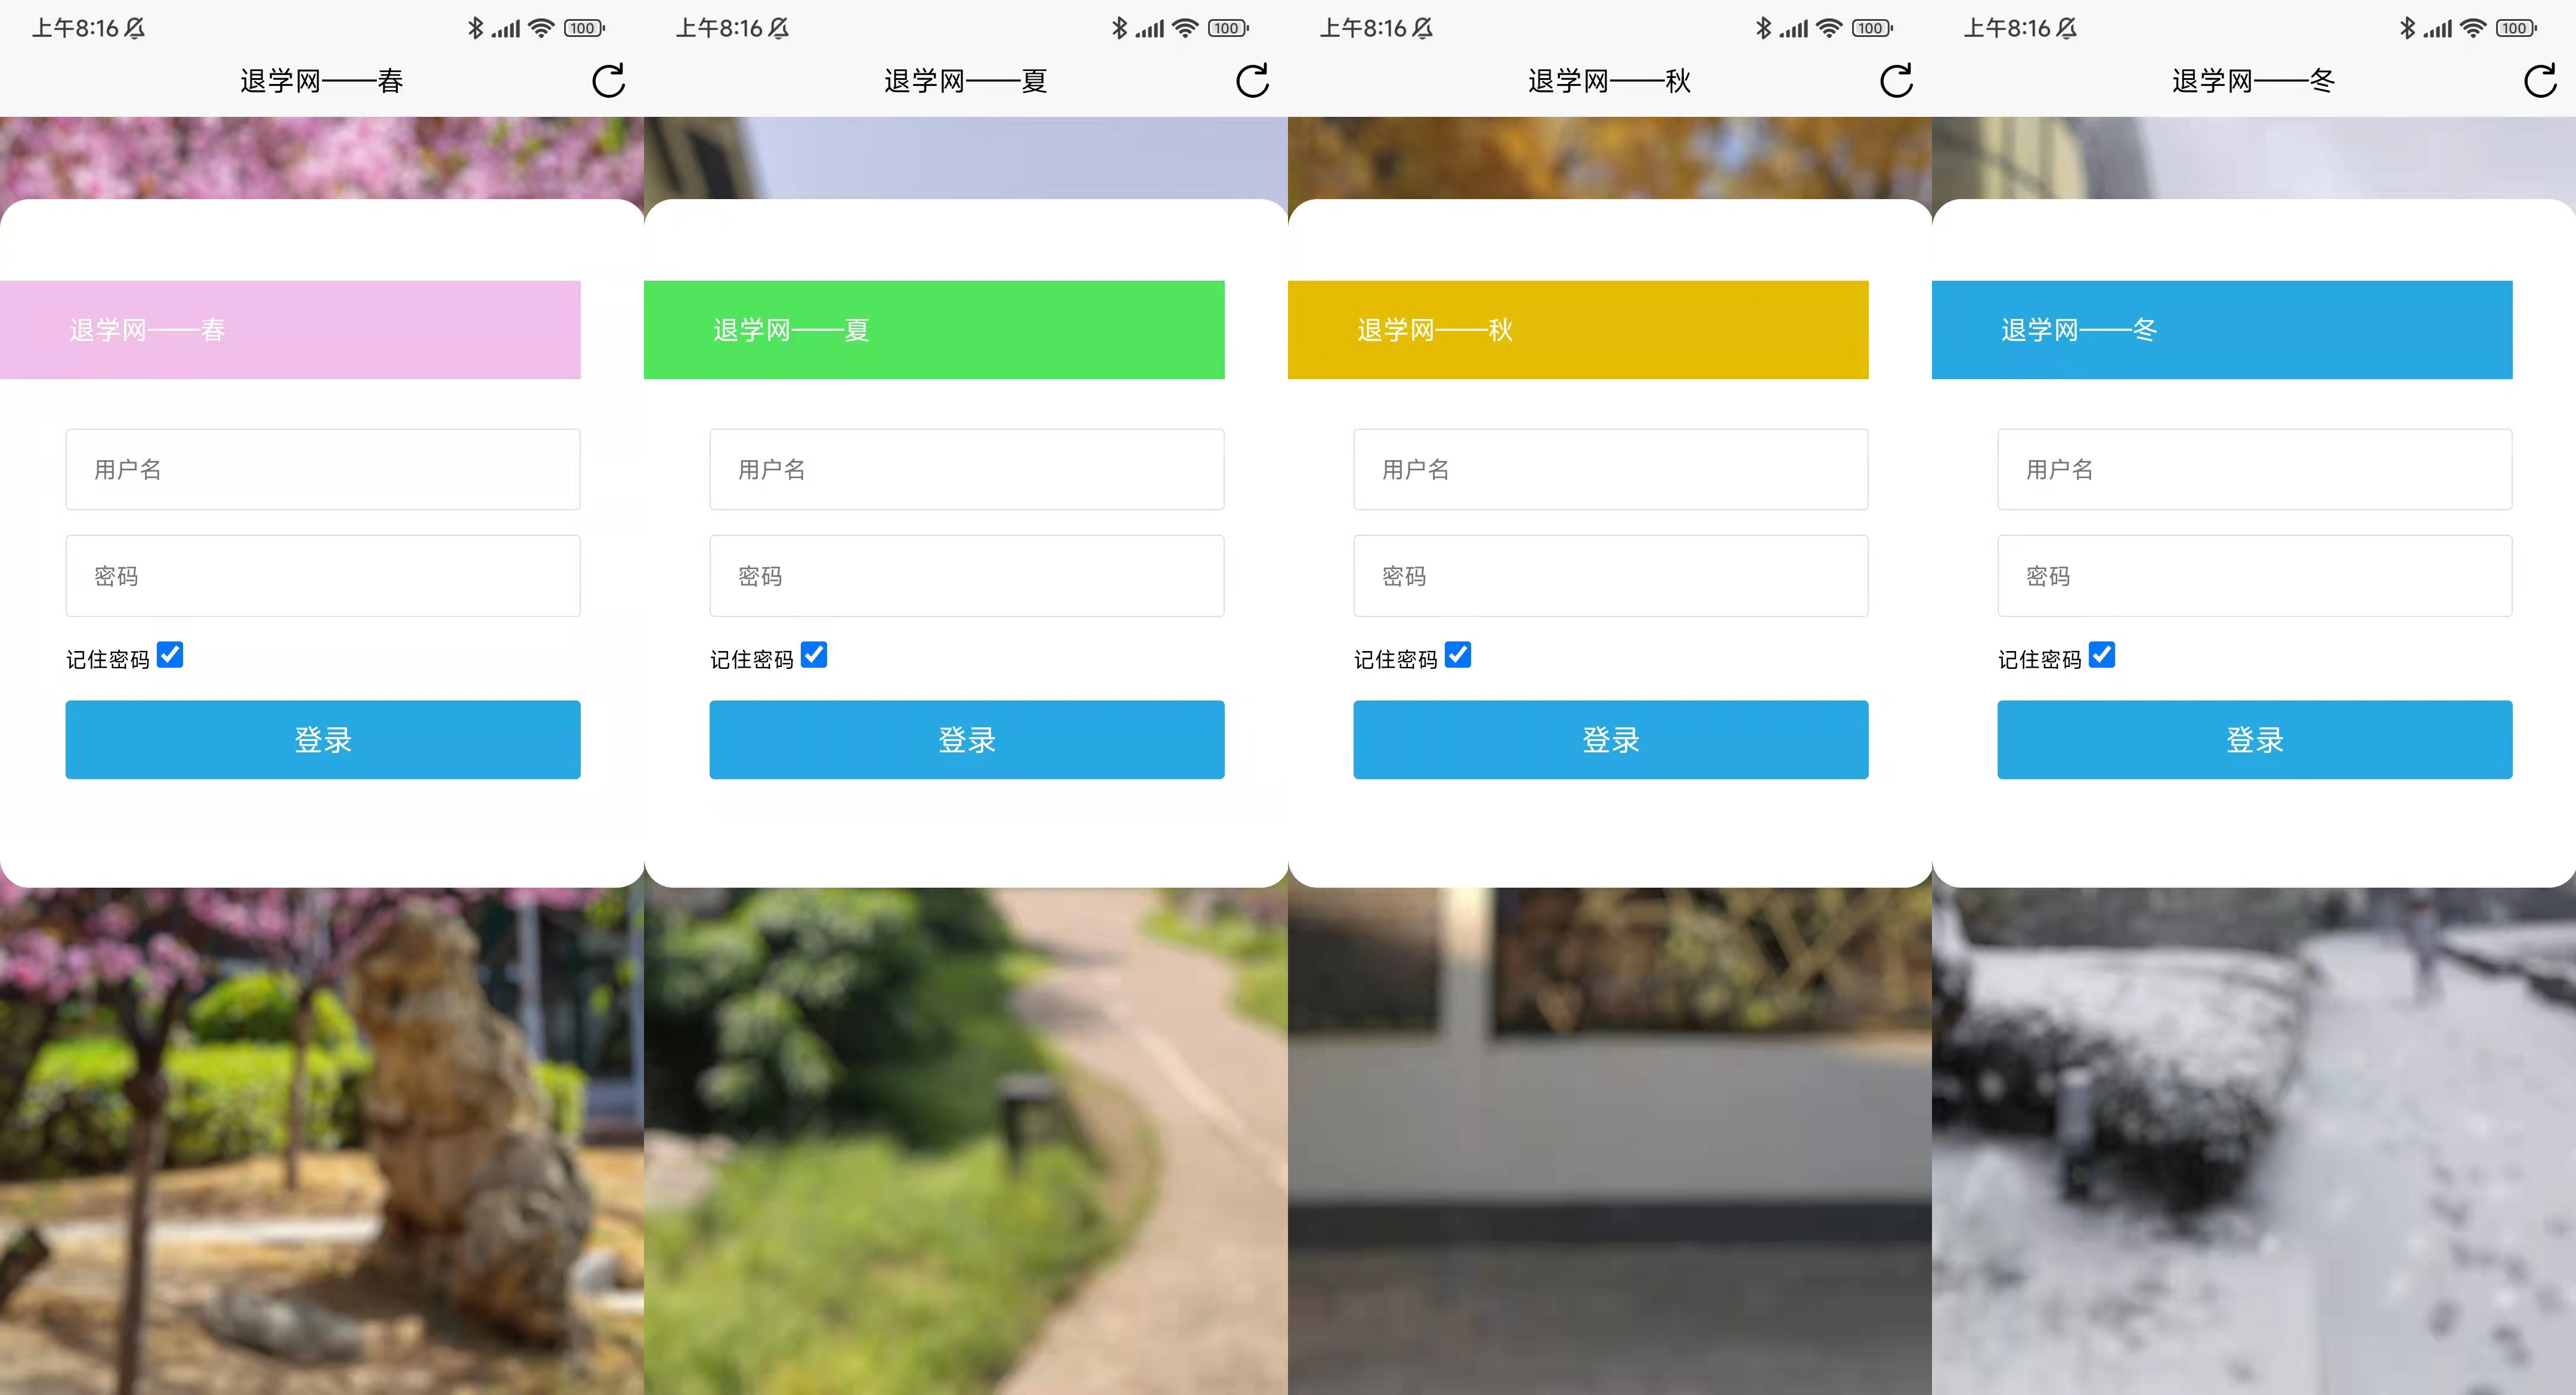 上午8:16 100
退学网——春
退学网——春
用户名
密码
记住密码
登录
上午8:16 100
退学网——夏
退学网——夏
用户名
密码
记住密码
登录
上午8:16 100
退学网——秋
退学网——秋
用户名
密码
记住密码
登录
上午8:16 100
退学网——冬
退学网——冬
用户名
密码
记住密码
登录